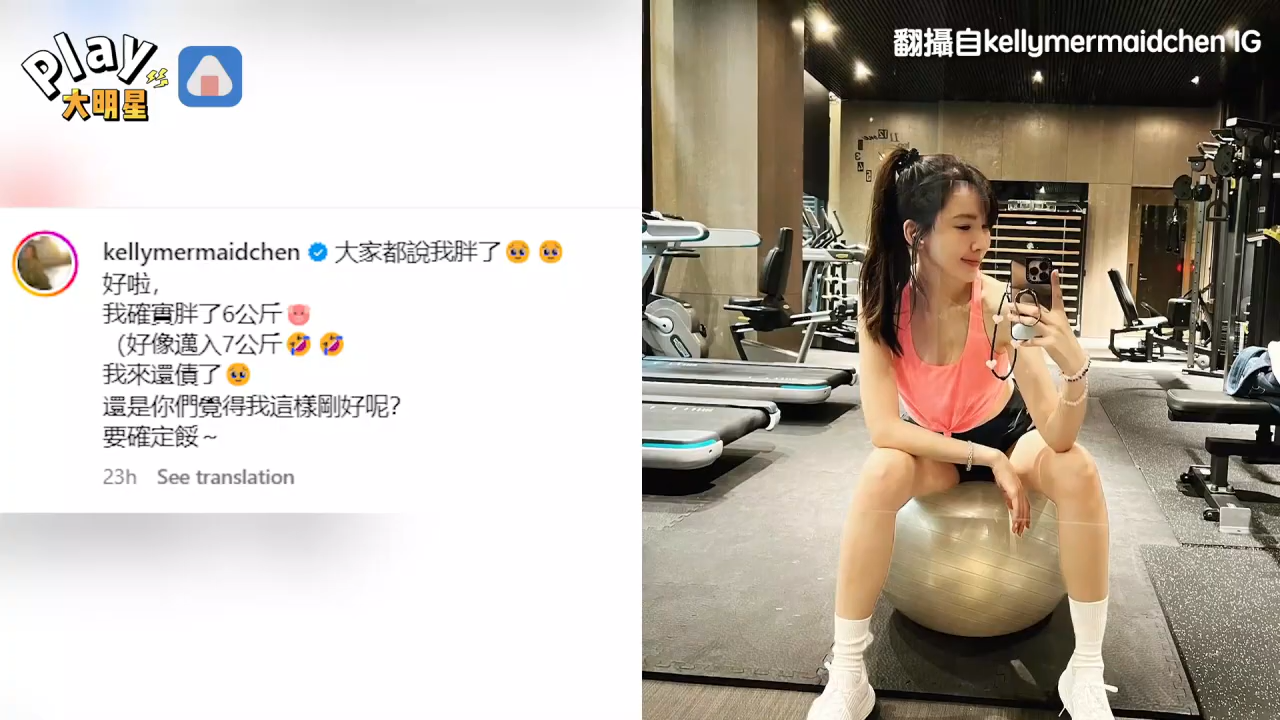 Play
大明星
翻攝自kellymermaidchen IG
kellymermaidchen 大家都說我胖了🥺 🥺
好啦，
我確實胖了6公斤🐷
（好像邁入7公斤🤣 🤣
我來還債了🥺
還是你們覺得我這樣剛好呢？
要確定餒～
23h See translation